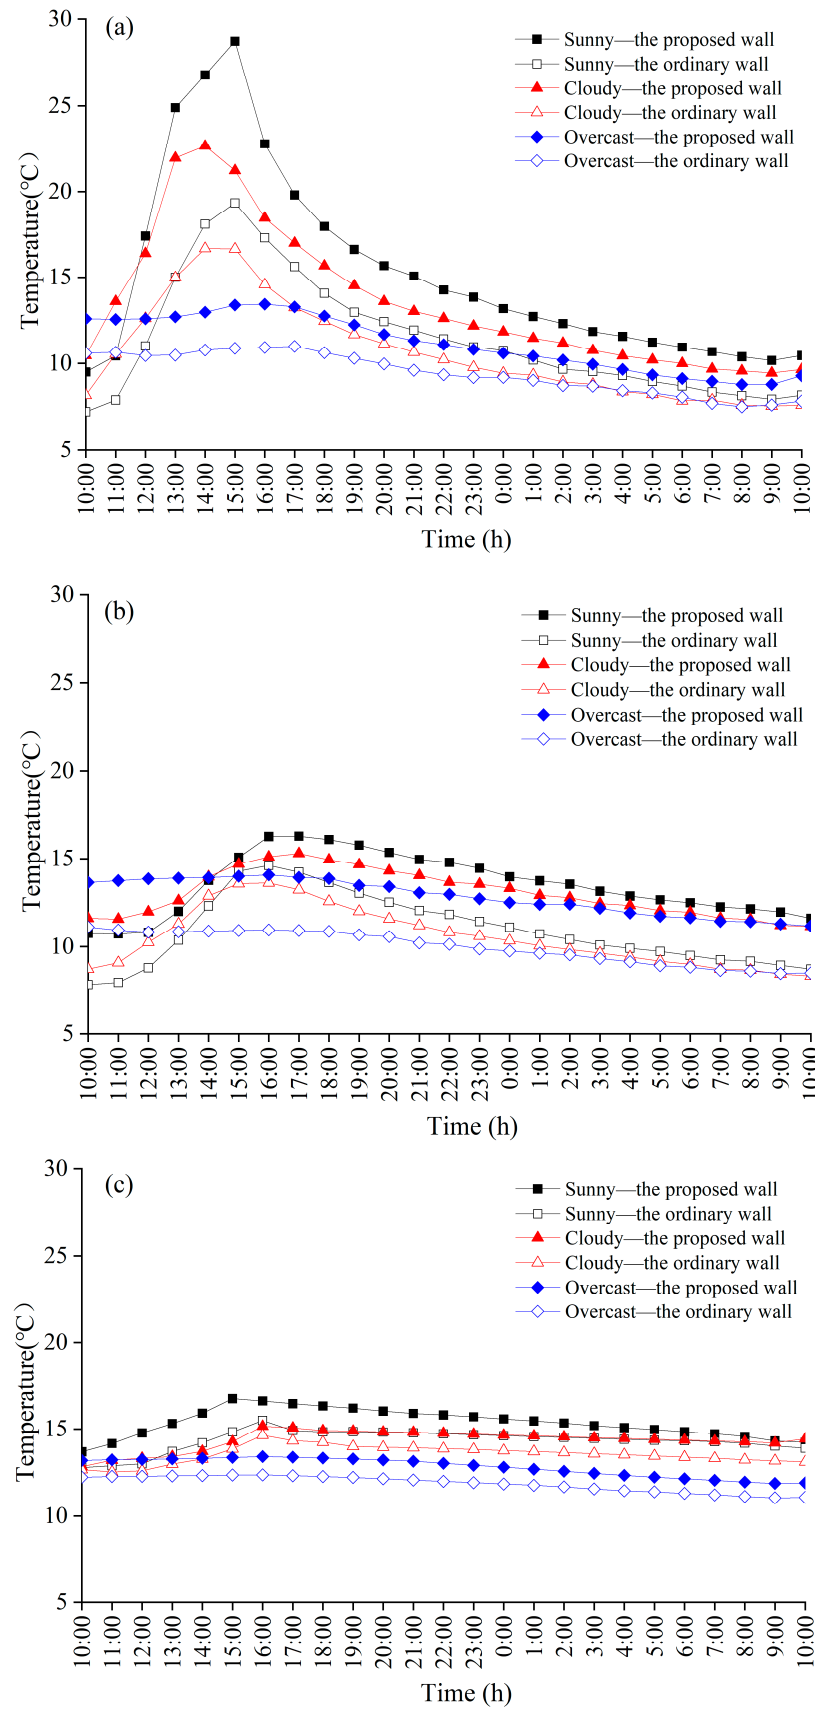 (a)
30
25
20
15
10
5
Temperature(℃)
Sunny—the proposed wall
Sunny—the ordinary wall
Cloudy—the proposed wall
Cloudy—the ordinary wall
Overcast—the proposed wall
Overcast—the ordinary wall
10:00 11:00 12:00 13:00 14:00 15:00 16:00 17:00 18:00 19:00 20:00 21:00 22:00 23:00 0:00 1:00 2:00 3:00 4:00 5:00 6:00 7:00 8:00 9:00 10:00
Time (h)
(b)
30
25
20
15
10
5
Temperature(℃)
Sunny—the proposed wall
Sunny—the ordinary wall
Cloudy—the proposed wall
Cloudy—the ordinary wall
Overcast—the proposed wall
Overcast—the ordinary wall
10:00 11:00 12:00 13:00 14:00 15:00 16:00 17:00 18:00 19:00 20:00 21:00 22:00 23:00 0:00 1:00 2:00 3:00 4:00 5:00 6:00 7:00 8:00 9:00 10:00
Time (h)
(c)
30
25
20
15
10
5
Temperature(℃)
Sunny—the proposed wall
Sunny—the ordinary wall
Cloudy—the proposed wall
Cloudy—the ordinary wall
Overcast—the proposed wall
Overcast—the ordinary wall
10:00 11:00 12:00 13:00 14:00 15:00 16:00 17:00 18:00 19:00 20:00 21:00 22:00 23:00 0:00 1:00 2:00 3:00 4:00 5:00 6:00 7:00 8:00 9:00 10:00
Time (h)